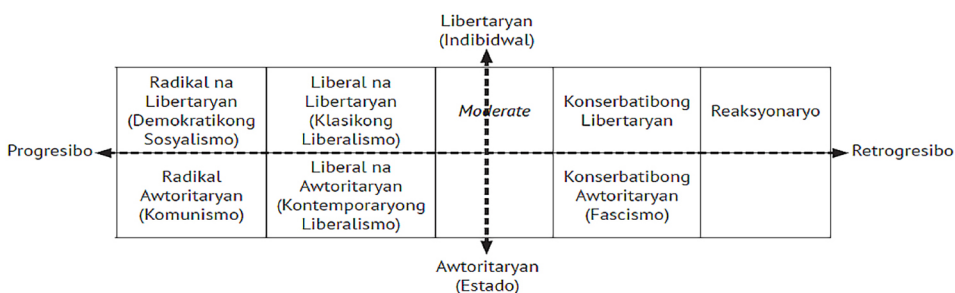 Libertaryan
(Indibidwal)
Radikal na
Libertaryan
(Demokratikong
Sosyalismo)
Liberal na
Libertaryan
(Klasikong
Liberalismo)
Moderate
Konserbatibong
Libertaryan
Reaksyonaryo
Progresibo
Retrogresibo
Radikal
Awtoritaryan
(Komunismo)
Liberal na
Awtoritaryan
(Kontemporaryong
Liberalismo)
Konserbatibong
Awtoritaryan
(Fascismo)
Awtoritaryan
(Estado)